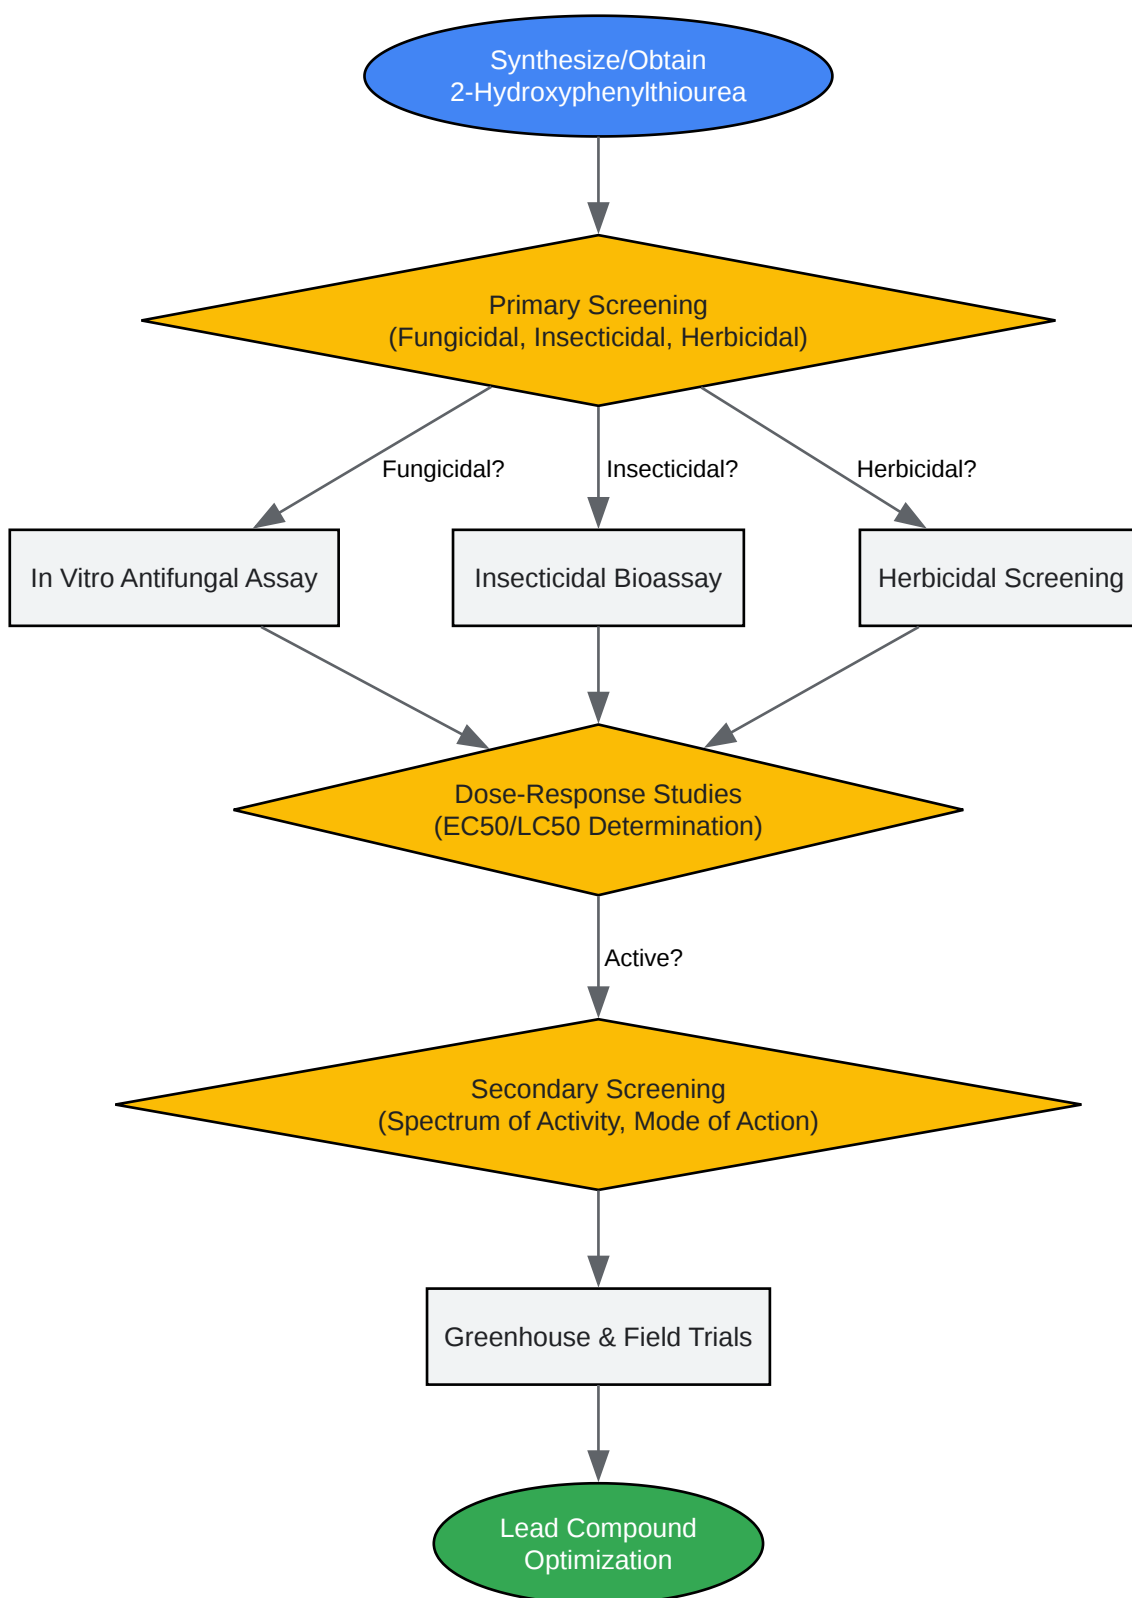 Synthesize/Obtain
2-Hydroxyphenylthiourea
Primary Screening
(Fungicidal, Insecticidal, Herbicidal)
Fungicidal?
Insecticidal?
Herbicidal?
In Vitro Antifungal Assay
Insecticidal Bioassay
Herbicidal Screening
Dose-Response Studies
(EC50/LC50 Determination)
Active?
Secondary Screening
(Spectrum of Activity, Mode of Action)
Greenhouse & Field Trials
Lead Compound
Optimization